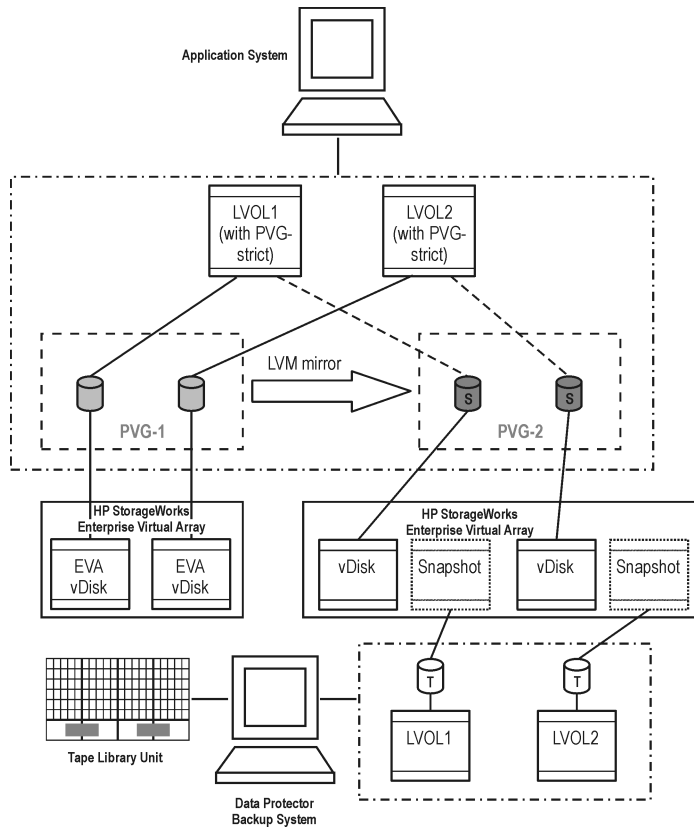 Application System
LVOL1
(with PVG-
strict)
LVOL2
(with PVG-
strict)
LVM mirror
S
S
PVG-1
PVG-2
HP StorageWorks
Enterprise Virtual Array
HP StorageWorks
Enterprise Virtual Array
EVA
vDisk
EVA
vDisk
vDisk
Snapshot
vDisk
Snapshot
T
T
LVOL1
LVOL2
Tape Library Unit
Data Protector
Backup System